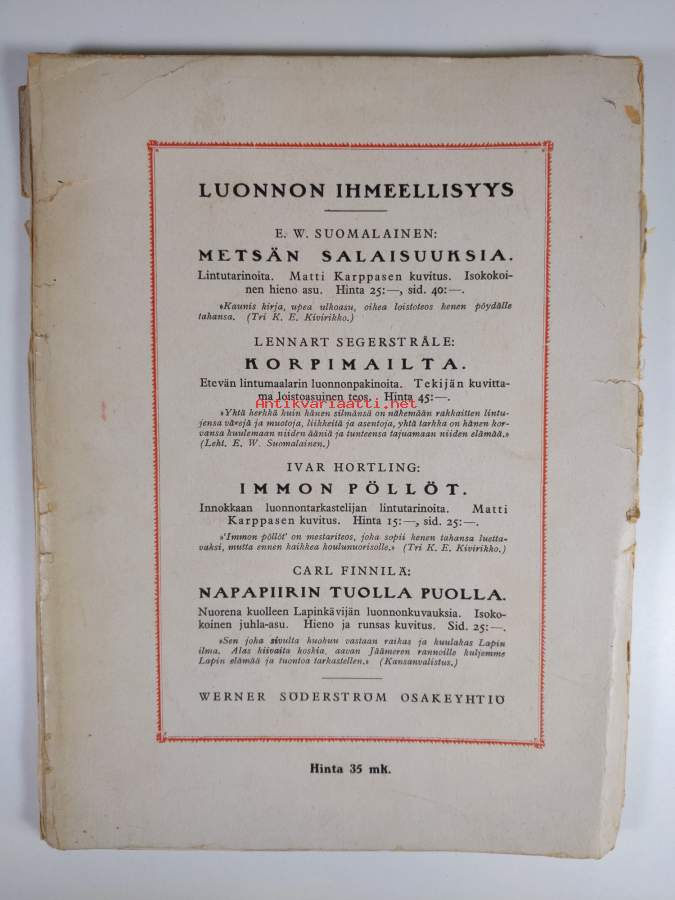 LUONNON IHMEELLISYYS
E. W. SUOMALAINEN:
METSÄN SALAISUUKSIA.
Lintutarinoita. Matti Karppasen kuvitus. Isokokoi-
nen hieno asu. Hinta 25:—, sid. 40:—.
»Kaunis kirja, upea ulkoasu, oikea loistoteos kenen pöydälle
tahansa. (Tri K. E. Kivirikko.)
LENNART SEGERSTRÅLE:
KORPIMAILTA.
Etevän lintumaalarin luonnonpakinoita. Tekijän kuvitta-
ma loistoasuinen teos. Hinta 45:—.
Antikvariaatti.net
»Yhtä herkkä kuin hänen silmänsä on näkemään rakkaitten lintu-
jensa värejä ja muotoja, liikkeitä ja asentoja, yhtä tarkka on hänen kor-
vansa kuulemaan niiden ääniä ja tunteensa tajuamaan niiden elämää.»
(Leht. E. W. Suomalainen.)
IVAR HORTLING:
IMMON PÖLLÖT.
Innokkaan luonnontarkastelijan lintutarinoita. Matti
Karppasen kuvitus. Hinta 15:—, sid. 25:—.
»'Immon pöllöt' on mestariteos, joka sopii kenen tahansa luetta-
vaksi, mutta ennen kaikkea koulunuorisolle.» (Tri K. E. Kivirikko.)
CARL FINNILÄ:
NAPAPIIRIN TUOLLA PUOLLA.
Nuorena kuolleen Lapinkävijän luonnonkuvauksia. Isoko-
koinen juhla-asu. Hieno ja runsas kuvitus. Sid. 25:—.
»Sen joka sivulta huokuu vastaan raikas ja kuulakas Lapin
ilma. Alas kiivaita koskia, aavan Jäämeren rannoille kuljemme
Lapin elämää ja luontoa tarkastellen.» (Kansanvalistus.)
WERNER SÖDERSTRÖM OSAKEYHTIÖ
Hinta 35 mk.